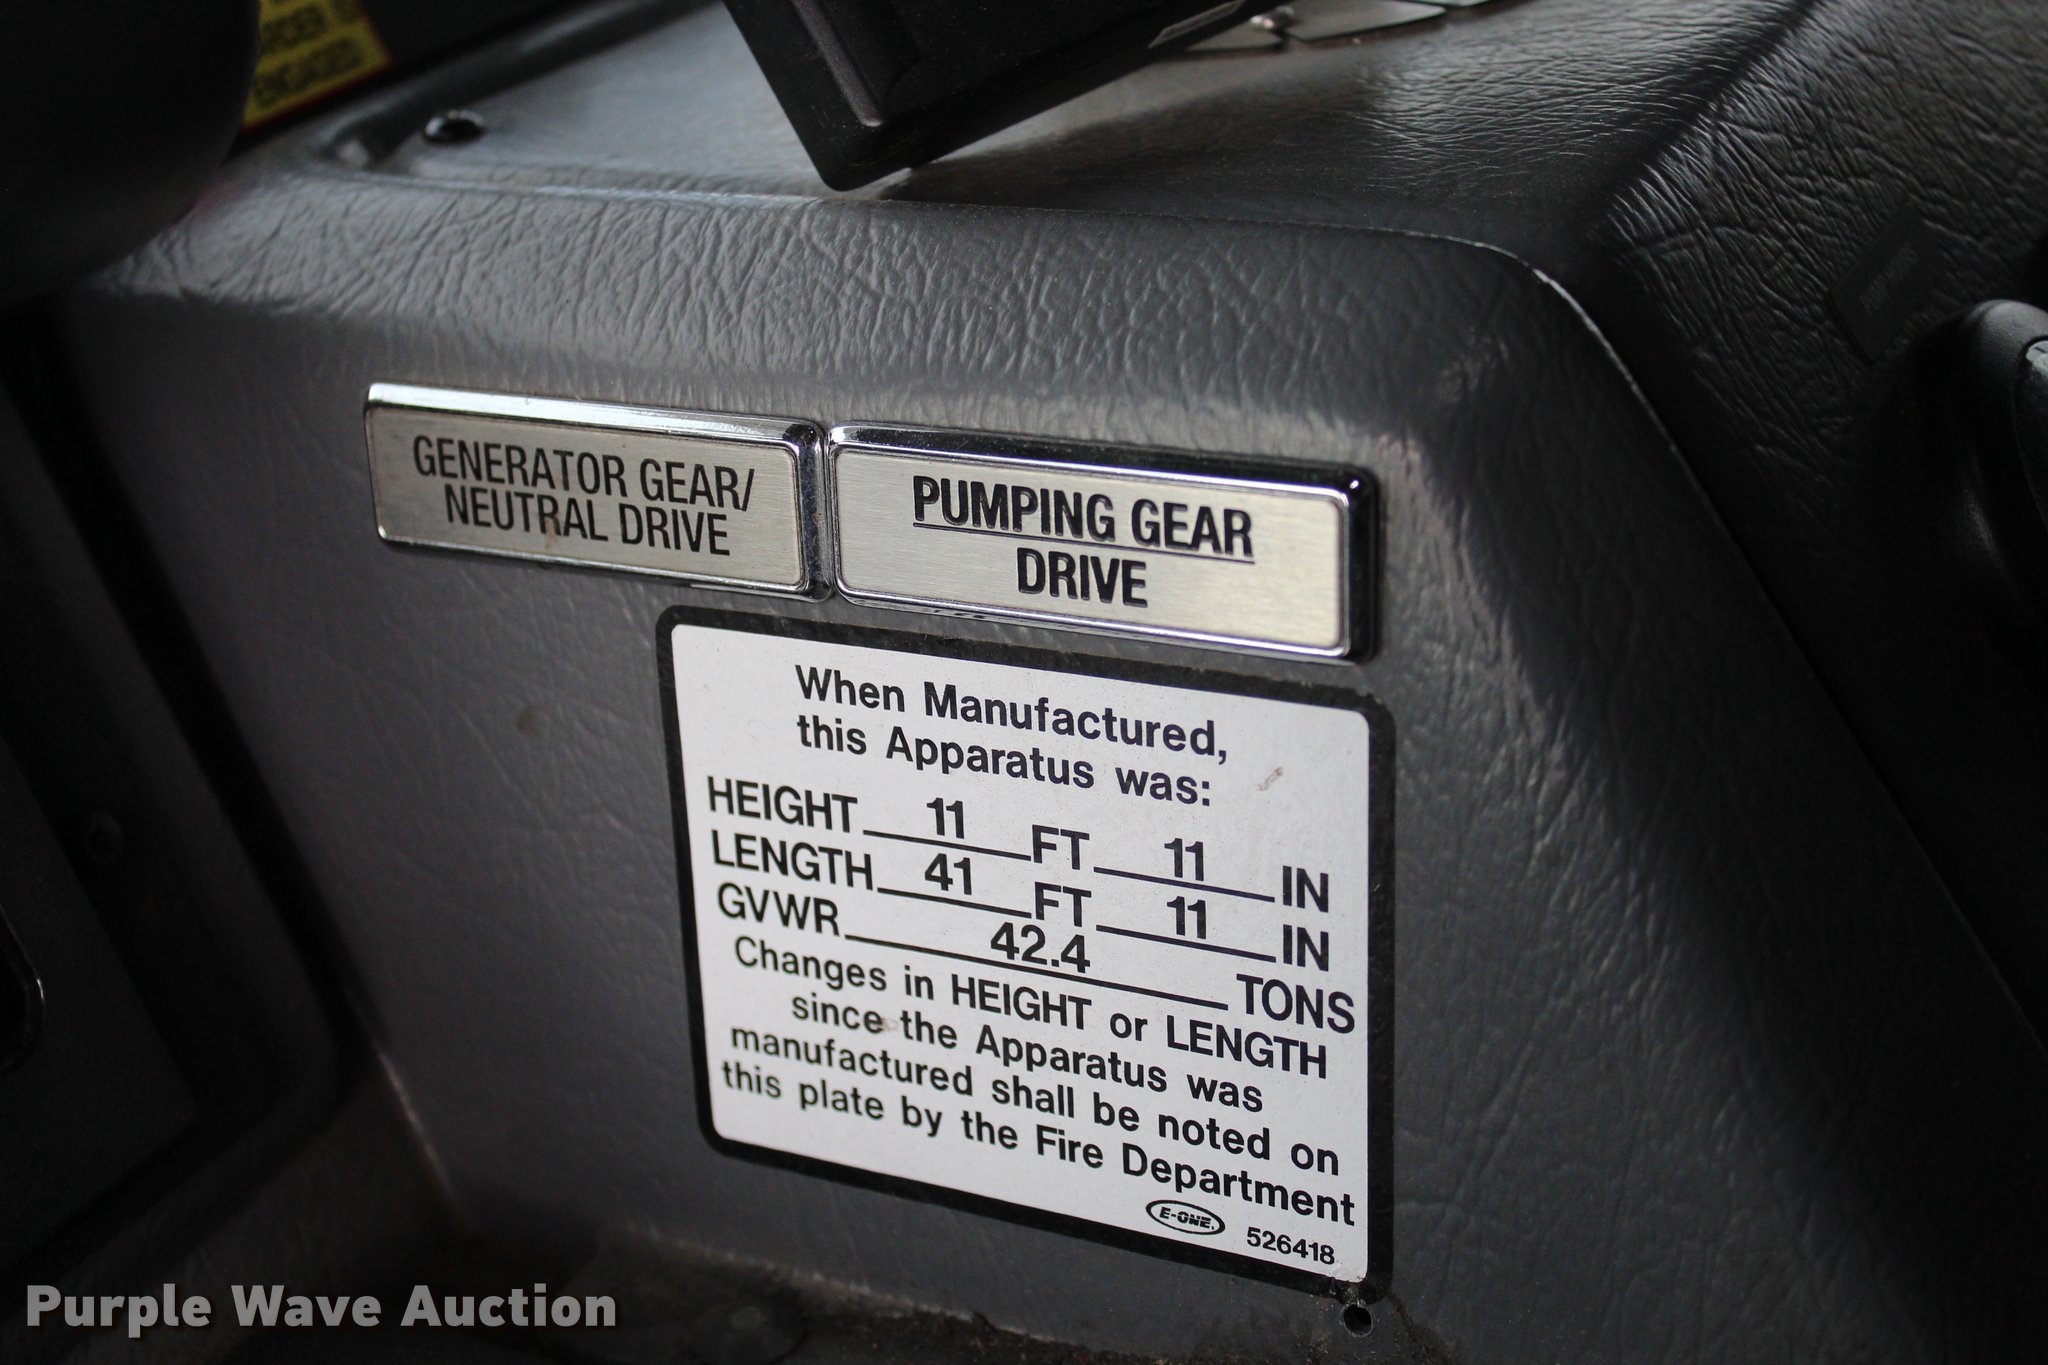 ENGAGED
GENERATOR GEAR/
NEUTRAL DRIVE
PUMPING GEAR
DRIVE
When Manufactured,
this Apparatus was:
HEIGHT 11 FT 11 IN
LENGTH 41 FT 11 IN
GVWR 42.4 TONS
Changes in HEIGHT or LENGTH
since the Apparatus was
manufactured shall be noted on
this plate by the Fire Department
E-ONE.
526418
Purple Wave Auction